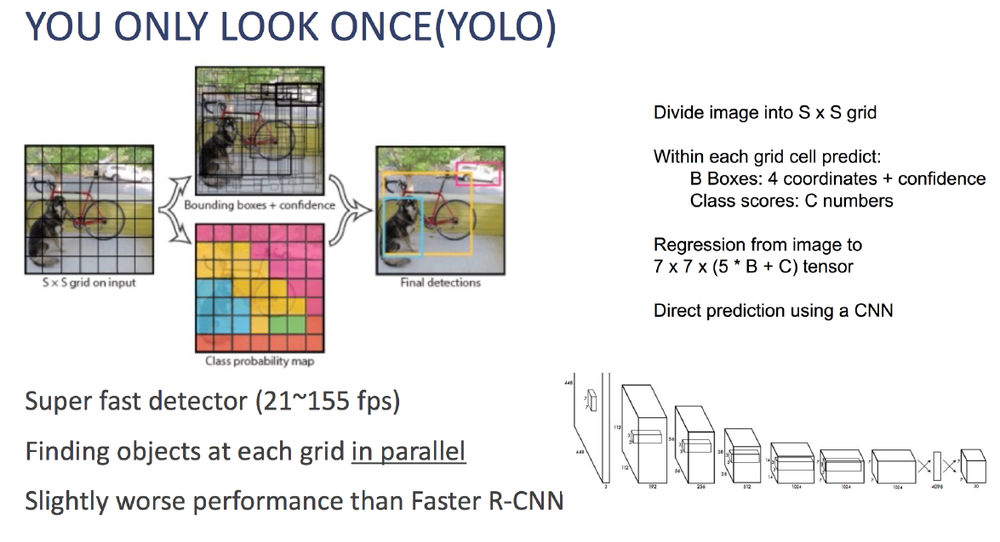 YOU ONLY LOOK ONCE(YOLO)
S x S grid on input
Bounding boxes + confidence
Class probability map
Final detections
Divide image into S x S grid
Within each grid cell predict:
B Boxes: 4 coordinates + confidence
Class scores: C numbers
Regression from image to
7 x 7 x (5 * B + C) tensor
Direct prediction using a CNN
Super fast detector (21~155 fps)
Finding objects at each grid in parallel
Slightly worse performance than Faster R-CNN
448
448
3
7
7
112
112
192
3
3
56
56
256
3
3
28
28
512
3
3
14
14
1024
3
3
7
7
1024
3
3
7
7
1024
4096
7
7
30